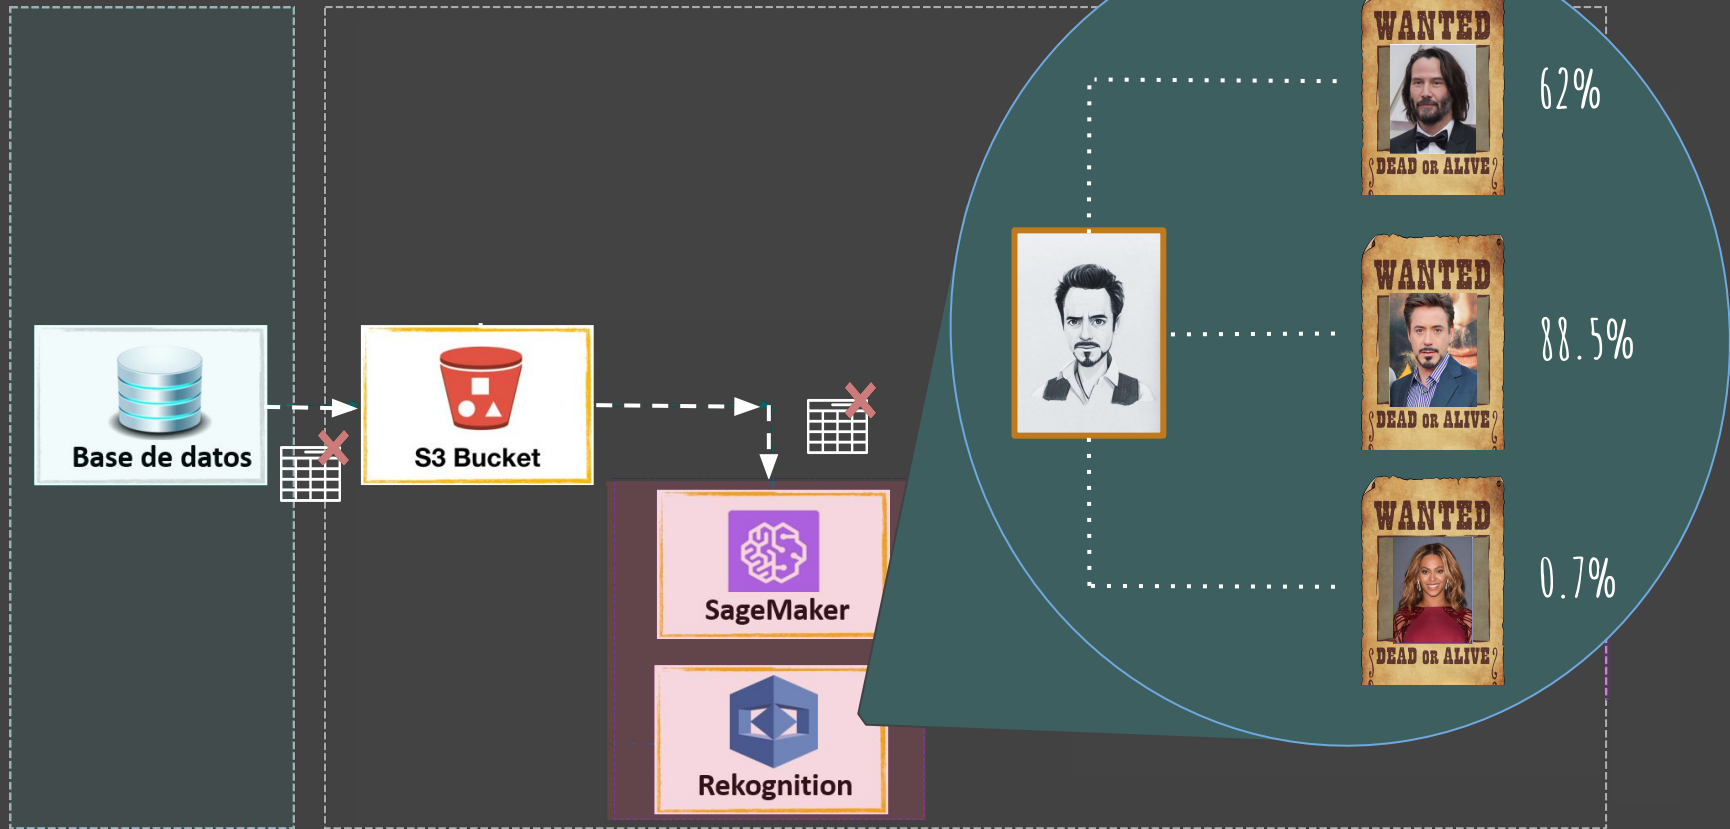 WANTED
DEAD OR ALIVE
62%
WANTED
DEAD OR ALIVE
88.5%
Base de datos
S3 Bucket
WANTED
DEAD OR ALIVE
0.7%
SageMaker
Rekognition